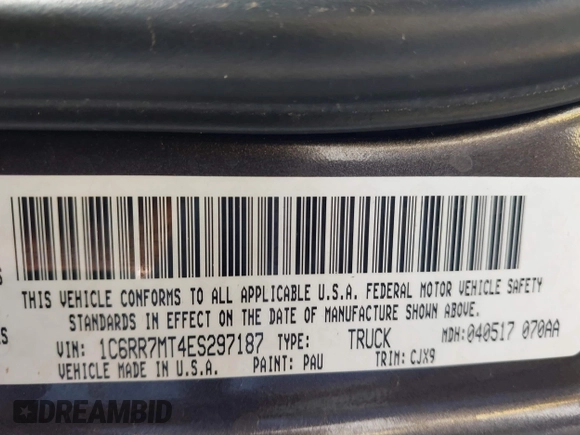 THIS VEHICLE CONFORMS TO ALL APPLICABLE U.S.A. FEDERAL MOTOR VEHICLE SAFETY
STANDARDS IN EFFECT ON THE DATE OF MANUFACTURE SHOWN ABOVE.
VIN: 1C6RR7MT4ES297187 TYPE: TRUCK MDH: 040517 070AA
VEHICLE MADE IN U.S.A. PAINT: PAU TRIM: CJX9
DREAMBID